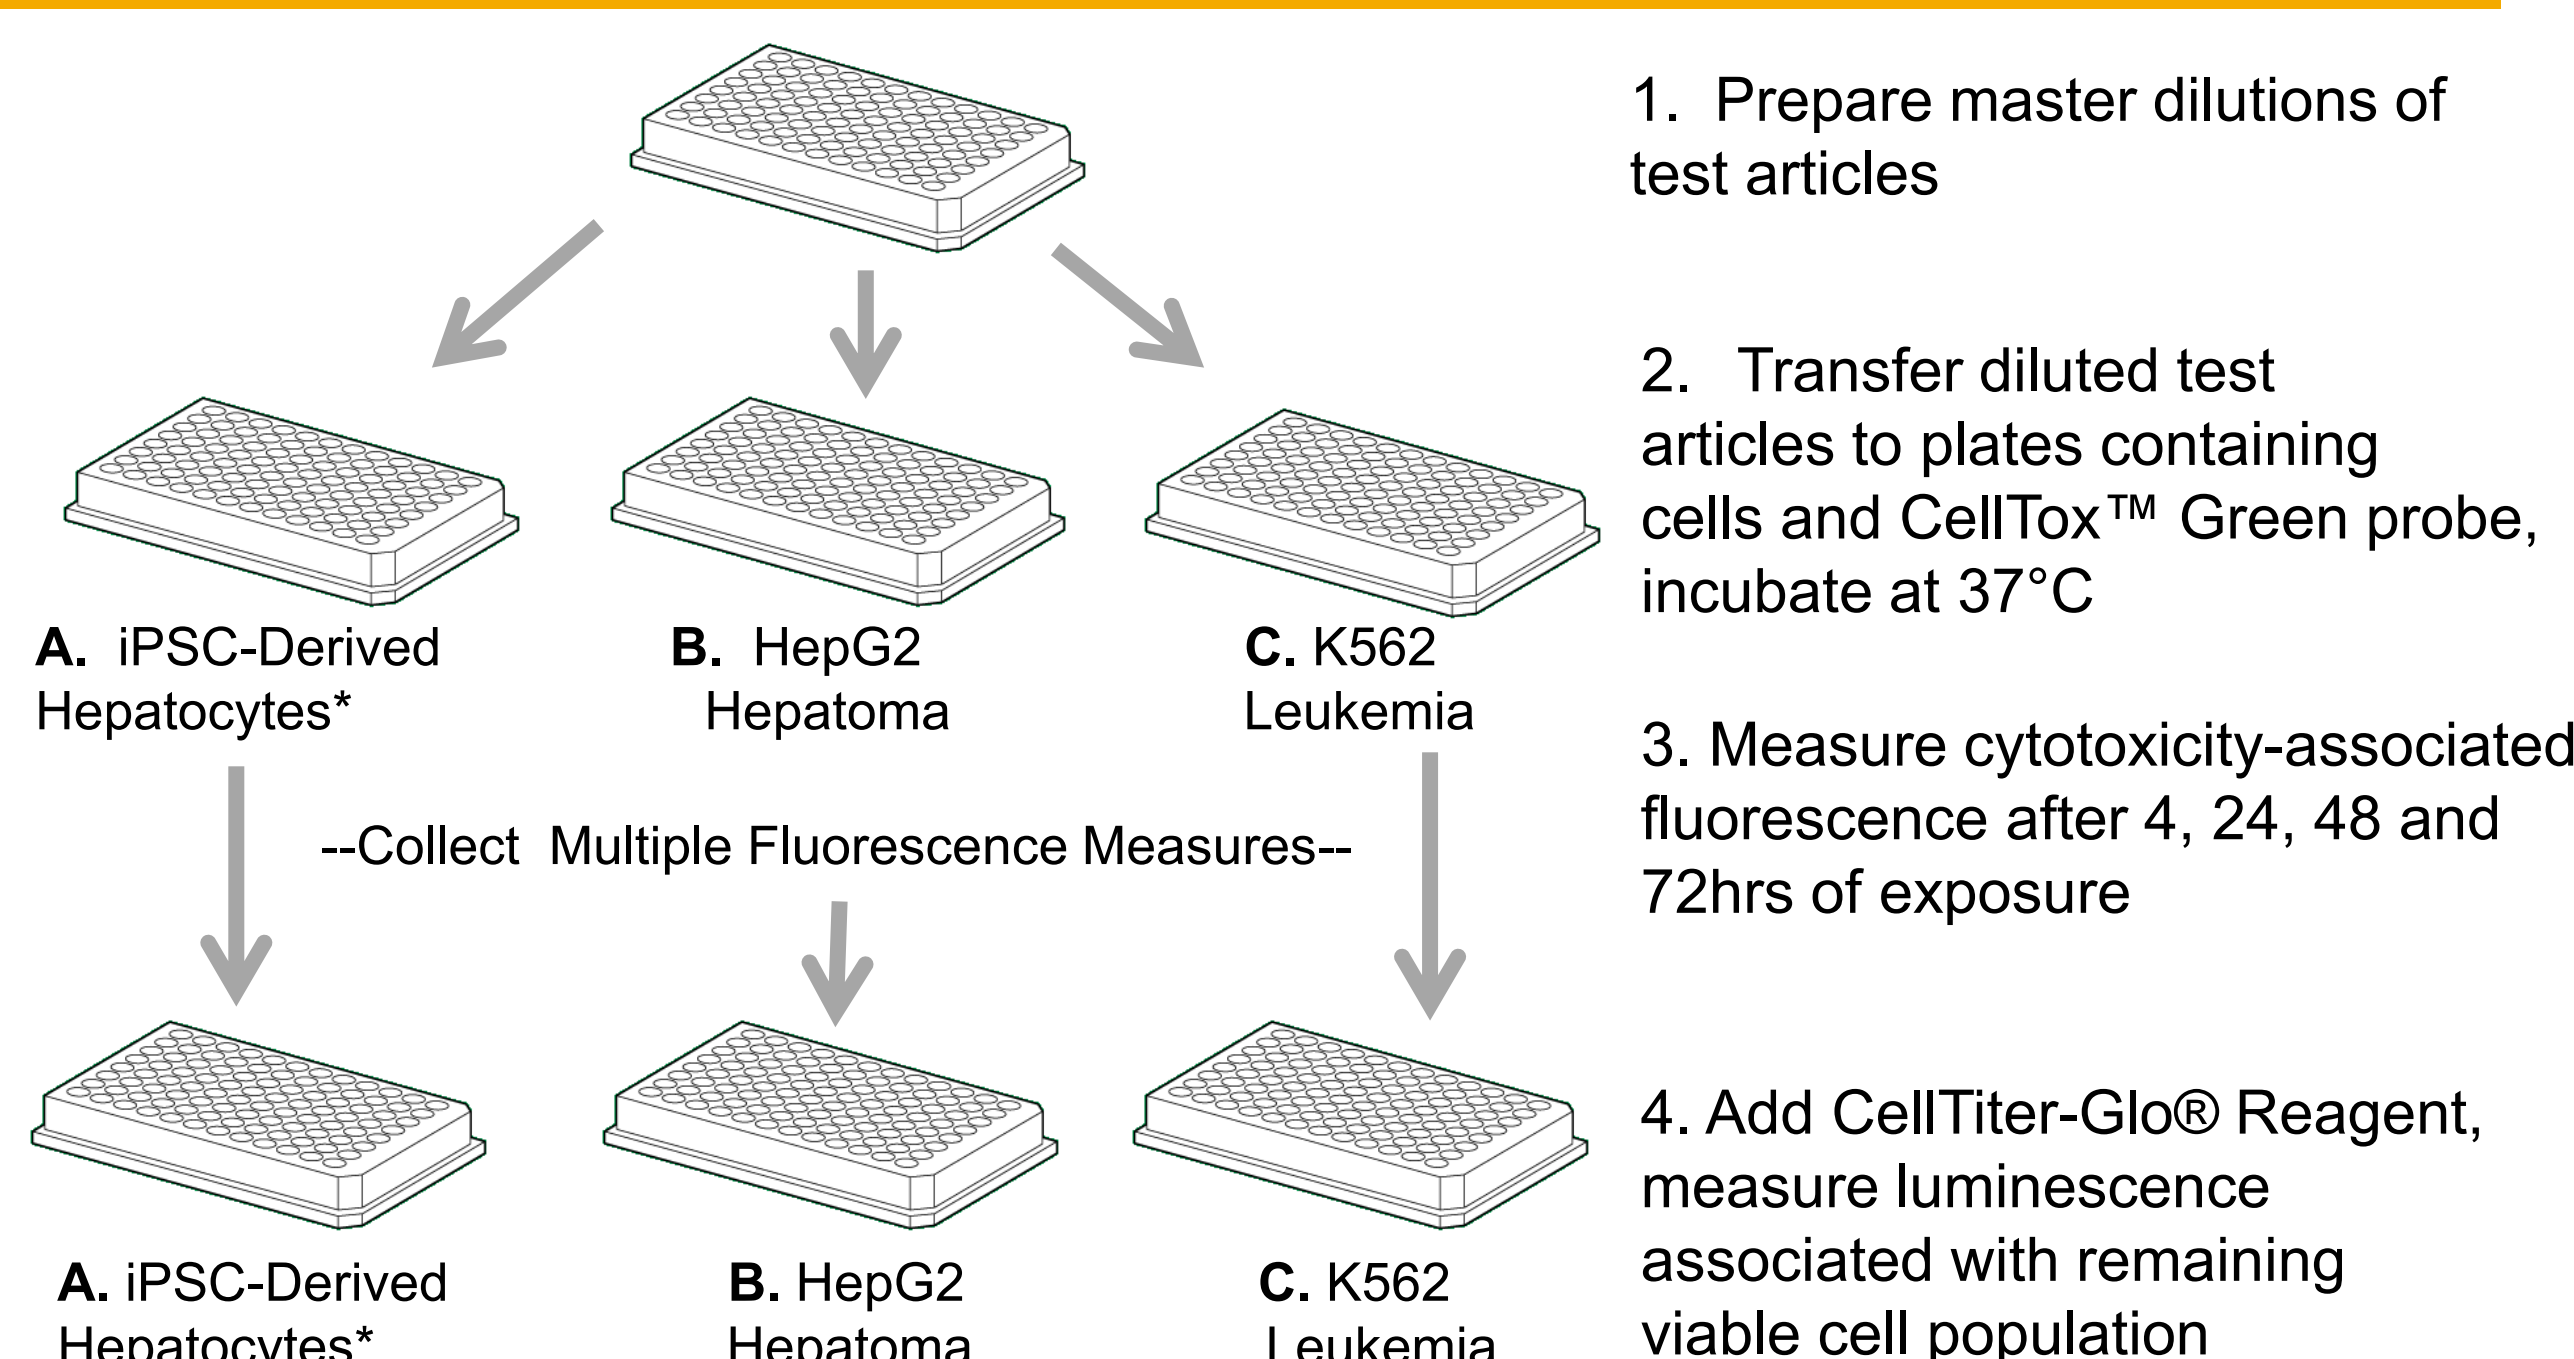 1. Prepare master dilutions of
test articles
2. Transfer diluted test
articles to plates containing
cells and CellTox™ Green probe,
incubate at 37°C
A. iPSC-Derived
Hepatocytes*
B. HepG2
Hepatoma
C. K562
Leukemia
3. Measure cytotoxicity-associated
fluorescence after 4, 24, 48 and
72hrs of exposure
--Collect Multiple Fluorescence Measures--
4. Add CellTiter-Glo® Reagent,
measure luminescence
associated with remaining
viable cell population
A. iPSC-Derived
Hepatocytes*
B. HepG2
Hepatoma
C. K562
Leukemia